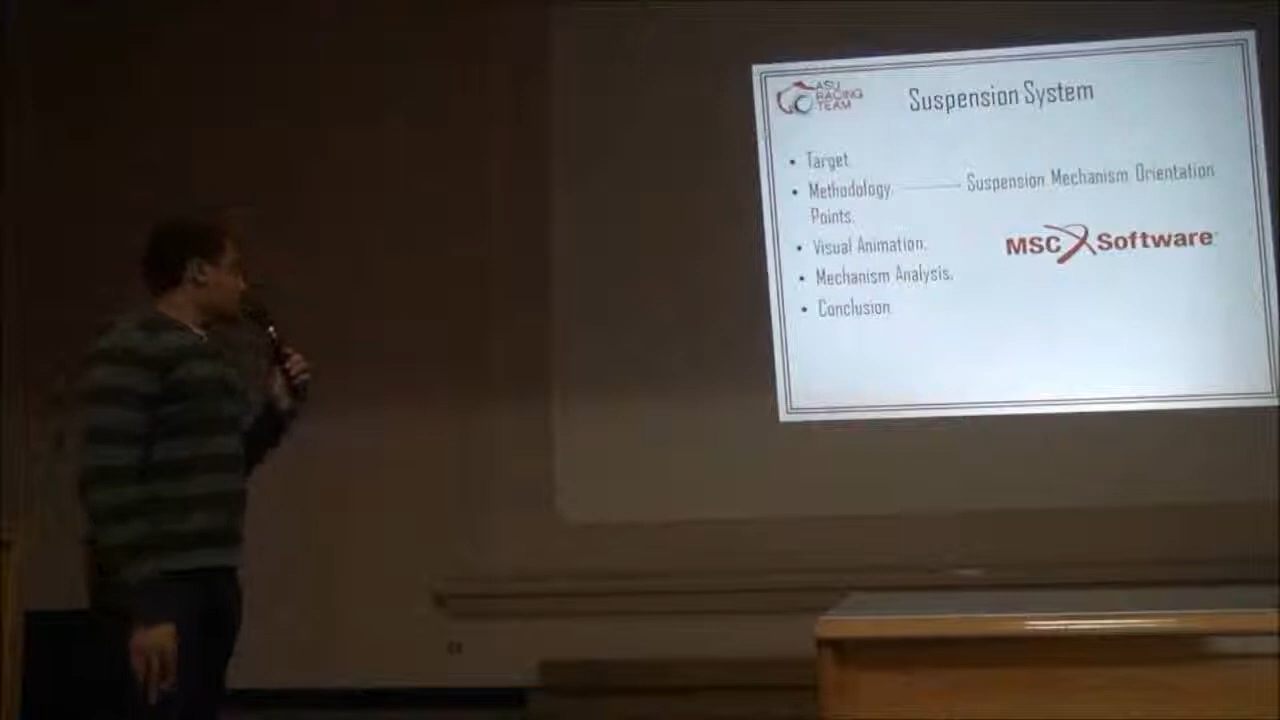 ASU
RACING
TEAM
Suspension System
• Target
• Methodology
Points.
Suspension Mechanism Orientation
• Visual Animation.
• Mechanism Analysis.
• Conclusion
MSC Software